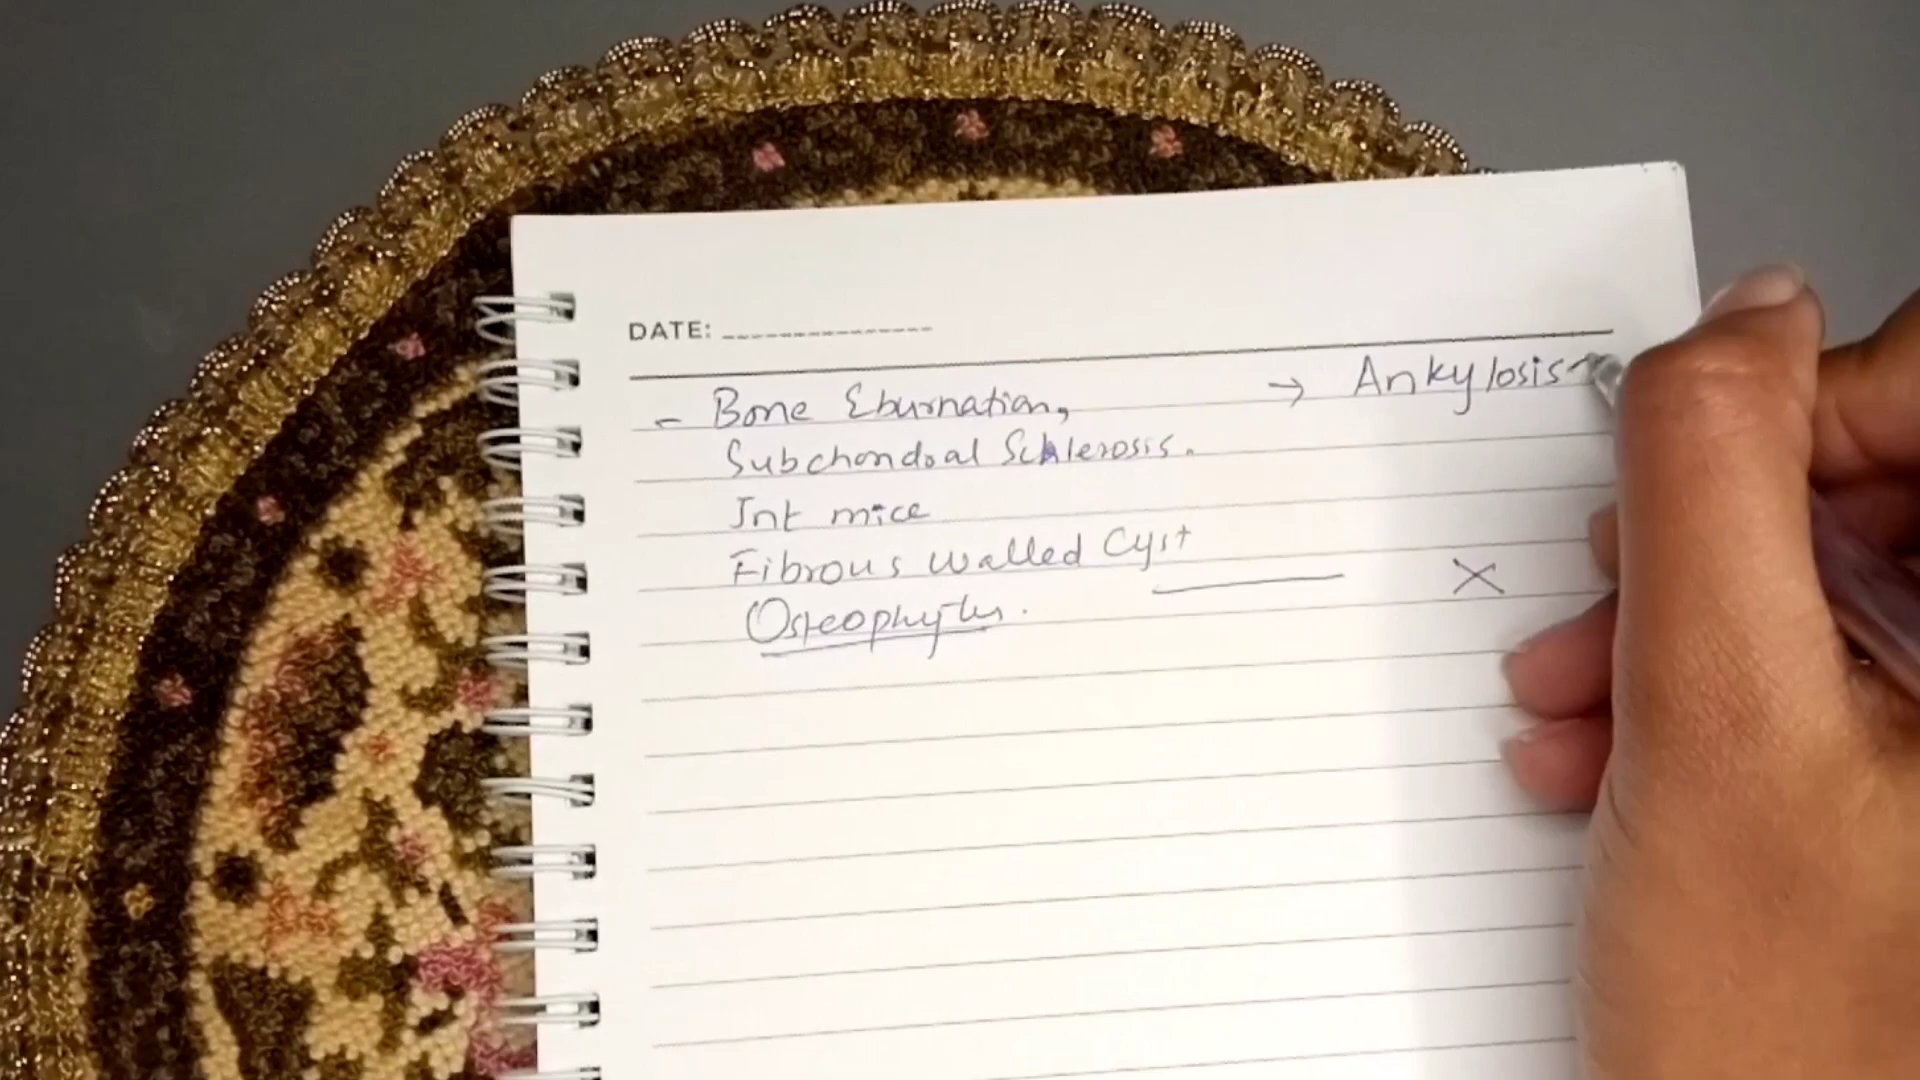 DATE: ---------------
- Bone Eburnation, → Ankylosis
Subchondral Schlerosis.
Jnt mice
Fibrous walled Cyst
X
Osteophytes.